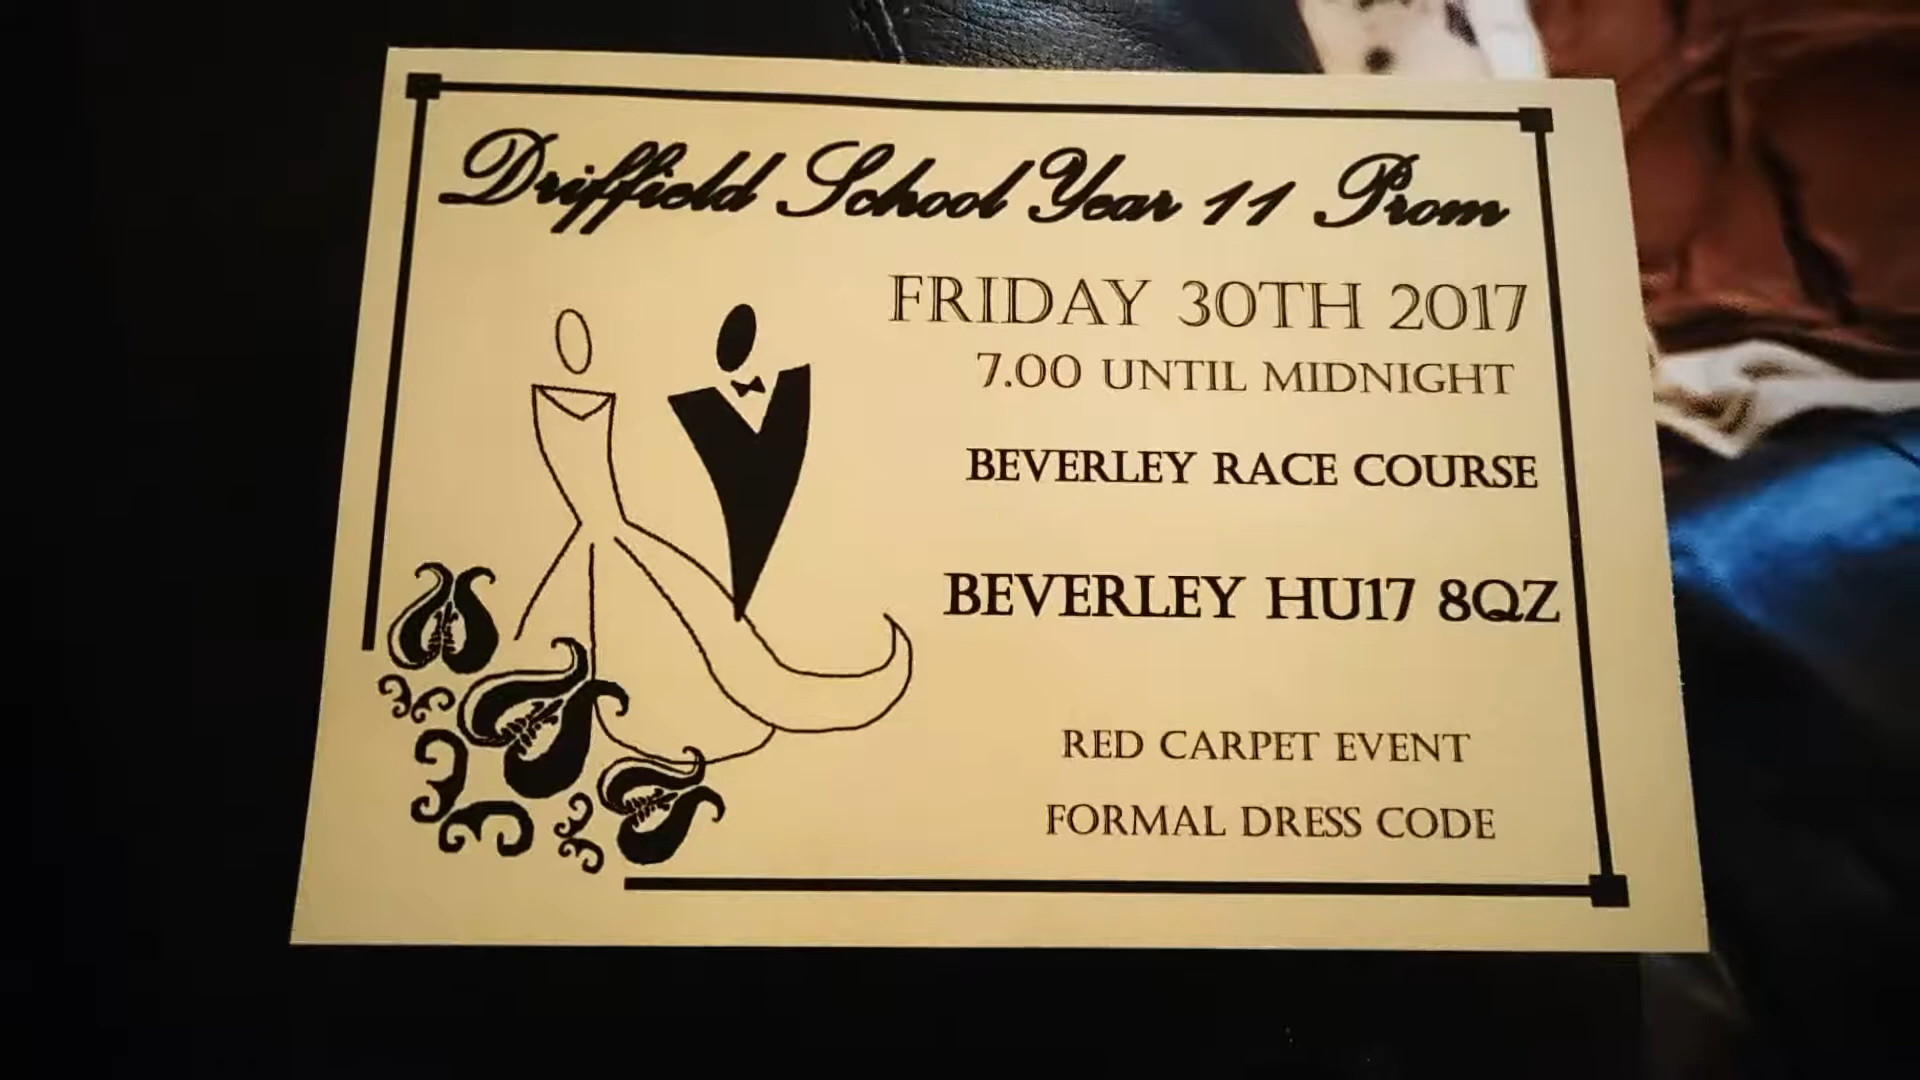 Driffield School Year 11 Prom
FRIDAY 30TH 2017
7.00 UNTIL MIDNIGHT
BEVERLEY RACE COURSE
BEVERLEY HU17 8QZ
RED CARPET EVENT
FORMAL DRESS CODE